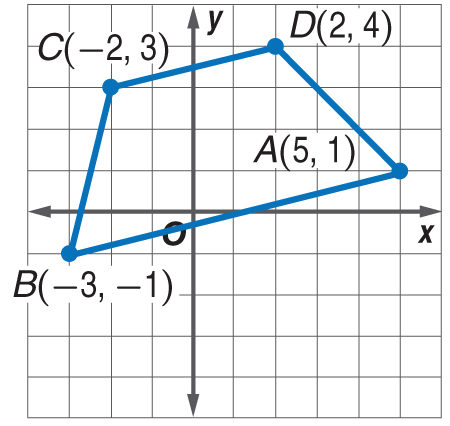 y
D(2, 4)
C(−2, 3)
A(5, 1)
O
x
B(−3, −1)